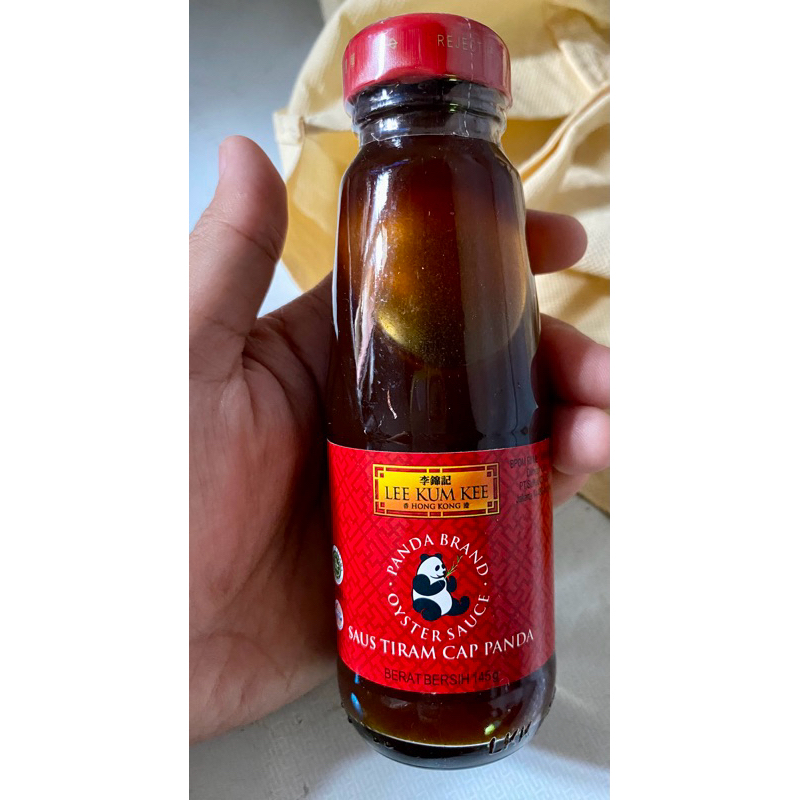 REJECT
李錦記
LEE KUM KEE
香 HONG KONG 港
PANDA BRAND
OYSTER SAUCE
SAUS TIRAM CAP PANDA
BERAT BERSIH 145g
LKK